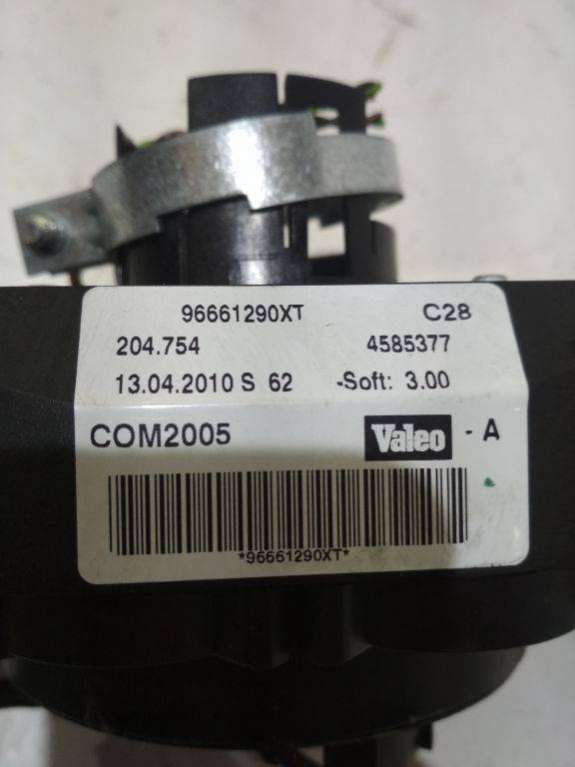 96661290XT C28
204.754 4585377
13.04.2010 S 62 -Soft: 3.00
COM2005 Valeo - A
*96661290XT*